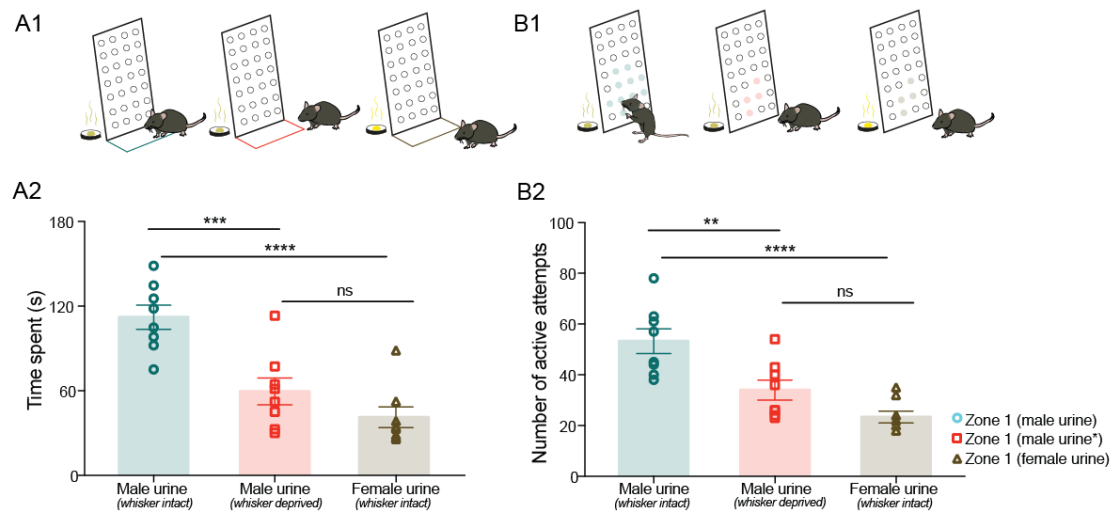 A1
B1
A2
180
120
60
0
Time spent (s)
***
****
ns
Male urine
(whisker intact)
Male urine
(whisker deprived)
Female urine
(whisker intact)
B2
100
80
60
40
20
0
Number of active attempts
**
****
ns
Male urine
(whisker intact)
Male urine
(whisker deprived)
Female urine
(whisker intact)
Zone 1 (male urine)
Zone 1 (male urine*)
Zone 1 (female urine)